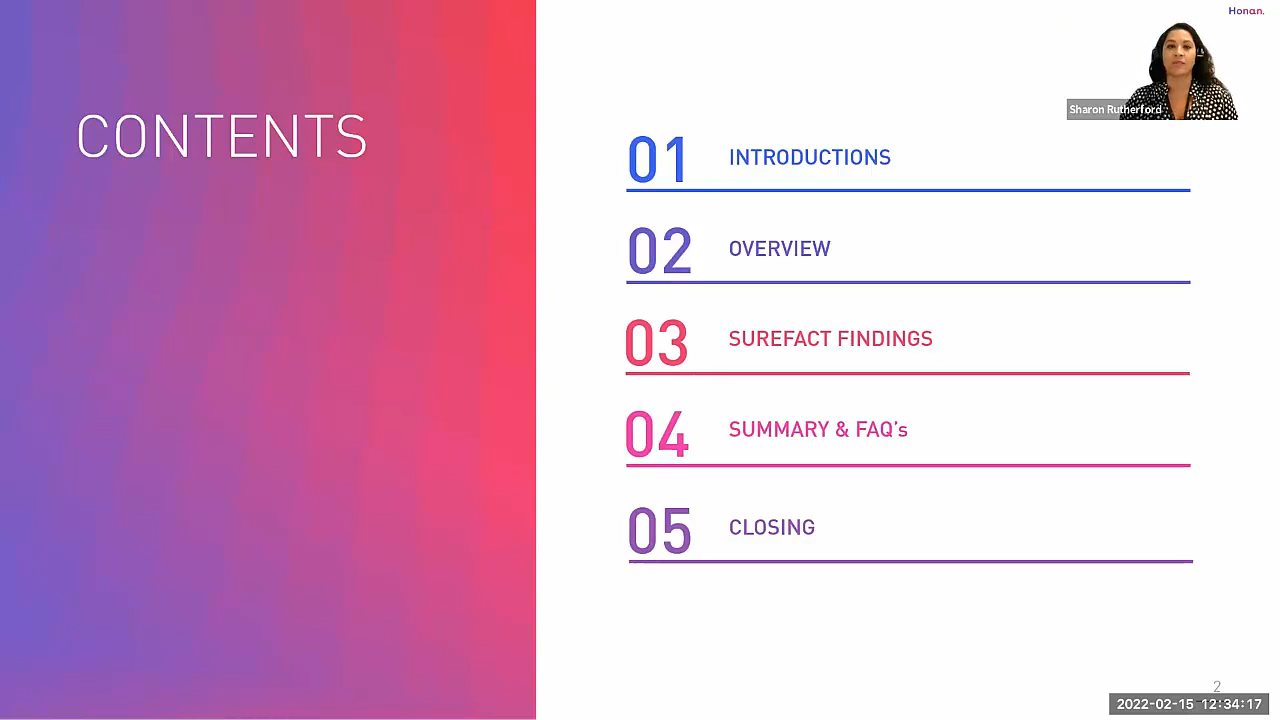 Honan.
Sharon Rutherford
CONTENTS
01 INTRODUCTIONS
02 OVERVIEW
03 SUREFACT FINDINGS
04 SUMMARY & FAQ's
05 CLOSING
2
2022-02-15 12:34:17